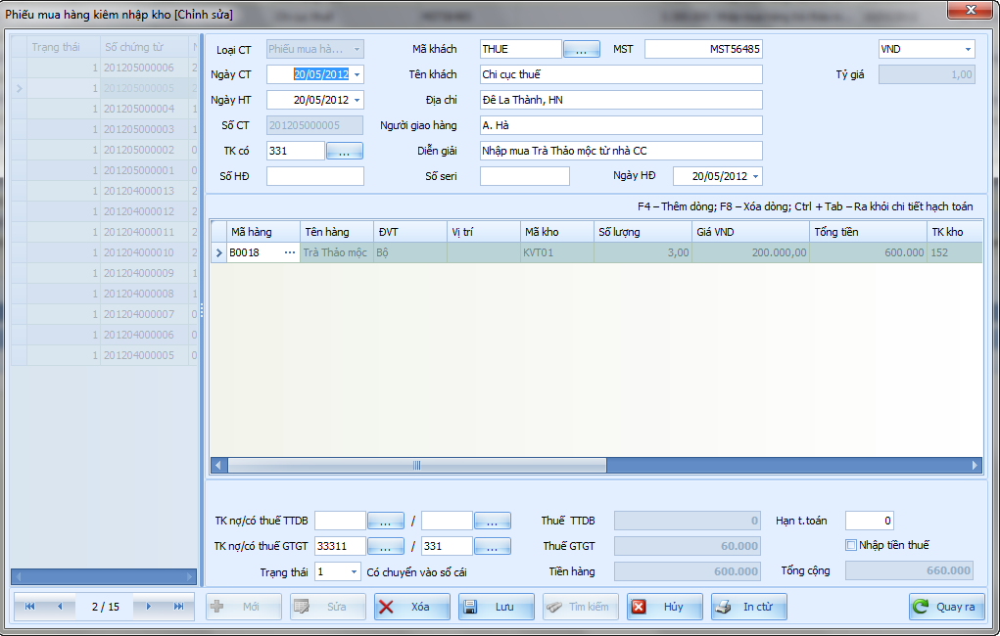 Phiếu mua hàng kiêm nhập kho [Chỉnh sửa]
Trạng thái Số chứng từ
1 201205000006 2
1 201205000005 2
1 201205000004 1
1 201205000003 1
1 201205000002 0
1 201205000001 0
1 201204000013 2
1 201204000012 2
1 201204000011 2
1 201204000010 2
1 201204000009 1
1 201204000008 1
1 201204000007 0
1 201204000006 0
1 201204000005 0
Loại CT Phiếu mua hà... Mã khách THUE ... MST MST56485 VND
Ngày CT 20/05/2012 Tên khách Chi cục thuế Tỷ giá 1,00
Ngày HT 20/05/2012 Địa chỉ Đê La Thành, HN
Số CT 201205000005 Người giao hàng A. Hà
TK có 331 ... Diễn giải Nhập mua Trà Thảo mộc từ nhà CC
Số HĐ Số seri Ngày HĐ 20/05/2012
F4 – Thêm dòng; F8 – Xóa dòng; Ctrl + Tab – Ra khỏi chi tiết hạch toán
Mã hàng Tên hàng ĐVT Vị trí Mã kho Số lượng Giá VND Tổng tiền TK kho
B0018 ... Trà Thảo mộc Bộ KVT01 3,00 200.000,00 600.000 152
TK nợ/có thuế TTDB ... / ... Thuế TTDB 0 Hạn t.toán 0
TK nợ/có thuế GTGT 33311 ... / 331 ... Thuế GTGT 60.000 Nhập tiền thuế
Trạng thái 1 Có chuyển vào sổ cái Tiền hàng 600.000 Tổng cộng 660.000
2 / 15 Mới Sửa Xóa Lưu Tìm kiếm Hủy In ctừ Quay ra